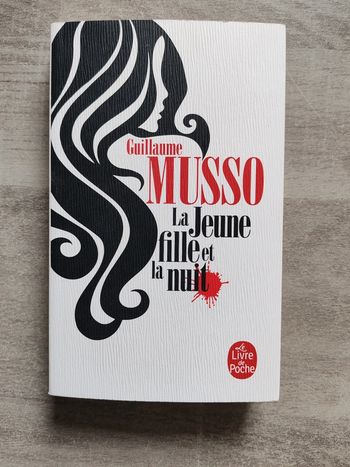 Guillaume
MUSSO
La Jeune
fille et
la nuit
Le
Livre
de
Poche